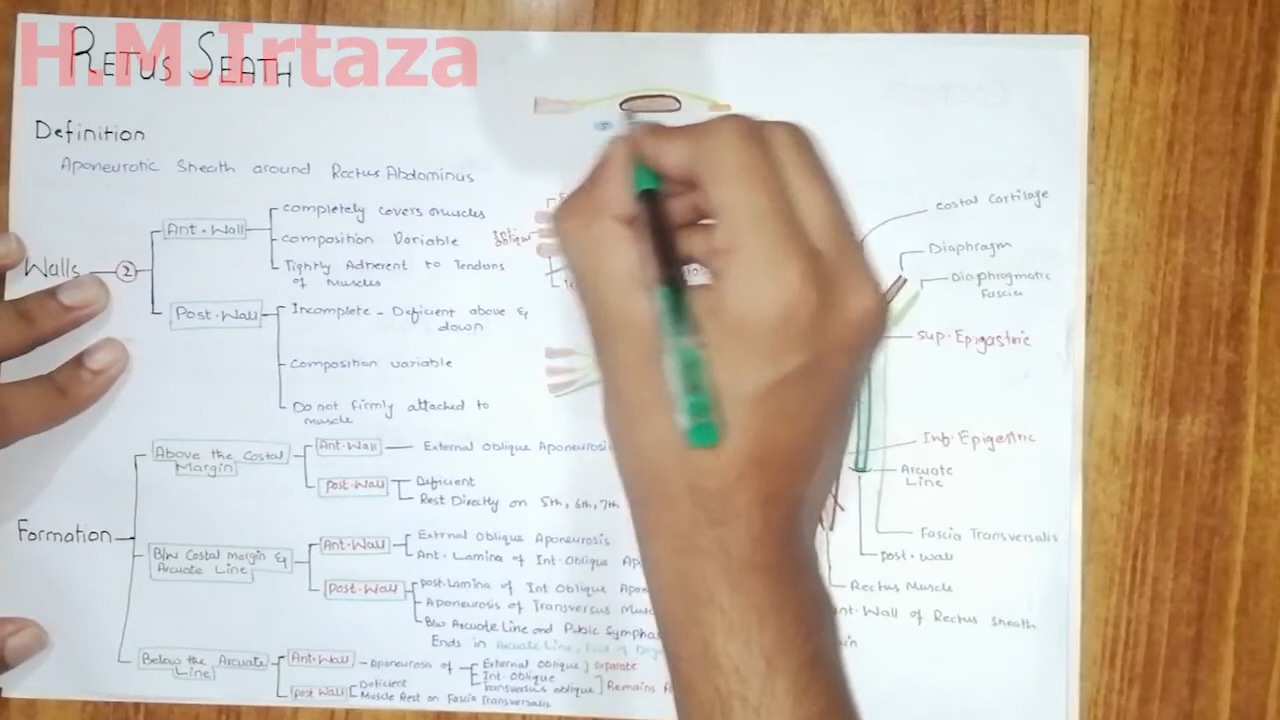 H.M.Irtaza
RETUS SEATH
Definition
Aponeurotic Sheath around Rectus Abdominus
Walls
2
Ant. Wall
completely covers muscles
composition Variable
Tightly Adherent to Tendons
of Muscles
Post. Wall
Incomplete - Deficient above &
down
composition variable
Do not firmly attached to
muscle
Formation
Above the Costal
Margin
Ant. Wall
External Oblique Aponeurosis
post. Wall
Deficient
Rest Directly on 5th, 6th, 7th
B/w Costal margin &
Arcuate Line
Ant. Wall
Extrnal Oblique Aponeurosis
Ant. Lamina of Int. Oblique
Post. Wall
post. Lamina of Int Oblique
Aponeurosis of Transversus
B/w Arcuate Line and Pubic Symphas
Ends in Arcuate Line,
Below the Arcuate
Line
Ant. Wall
Aponeurosis of
External Oblique] Separate
Int. Oblique
Transversus oblique] Remains
post Wall
Deficient
Muscle Rest on Fascia Transversalis
costal Cartilage
Diaphragm
Diaphragmatic
fascia
sup. Epigastric
Inf. Epigastric
Arcuate
Line
Fascia Transversalis
post. wall
Rectus Muscle
Wall of Rectus Sheath